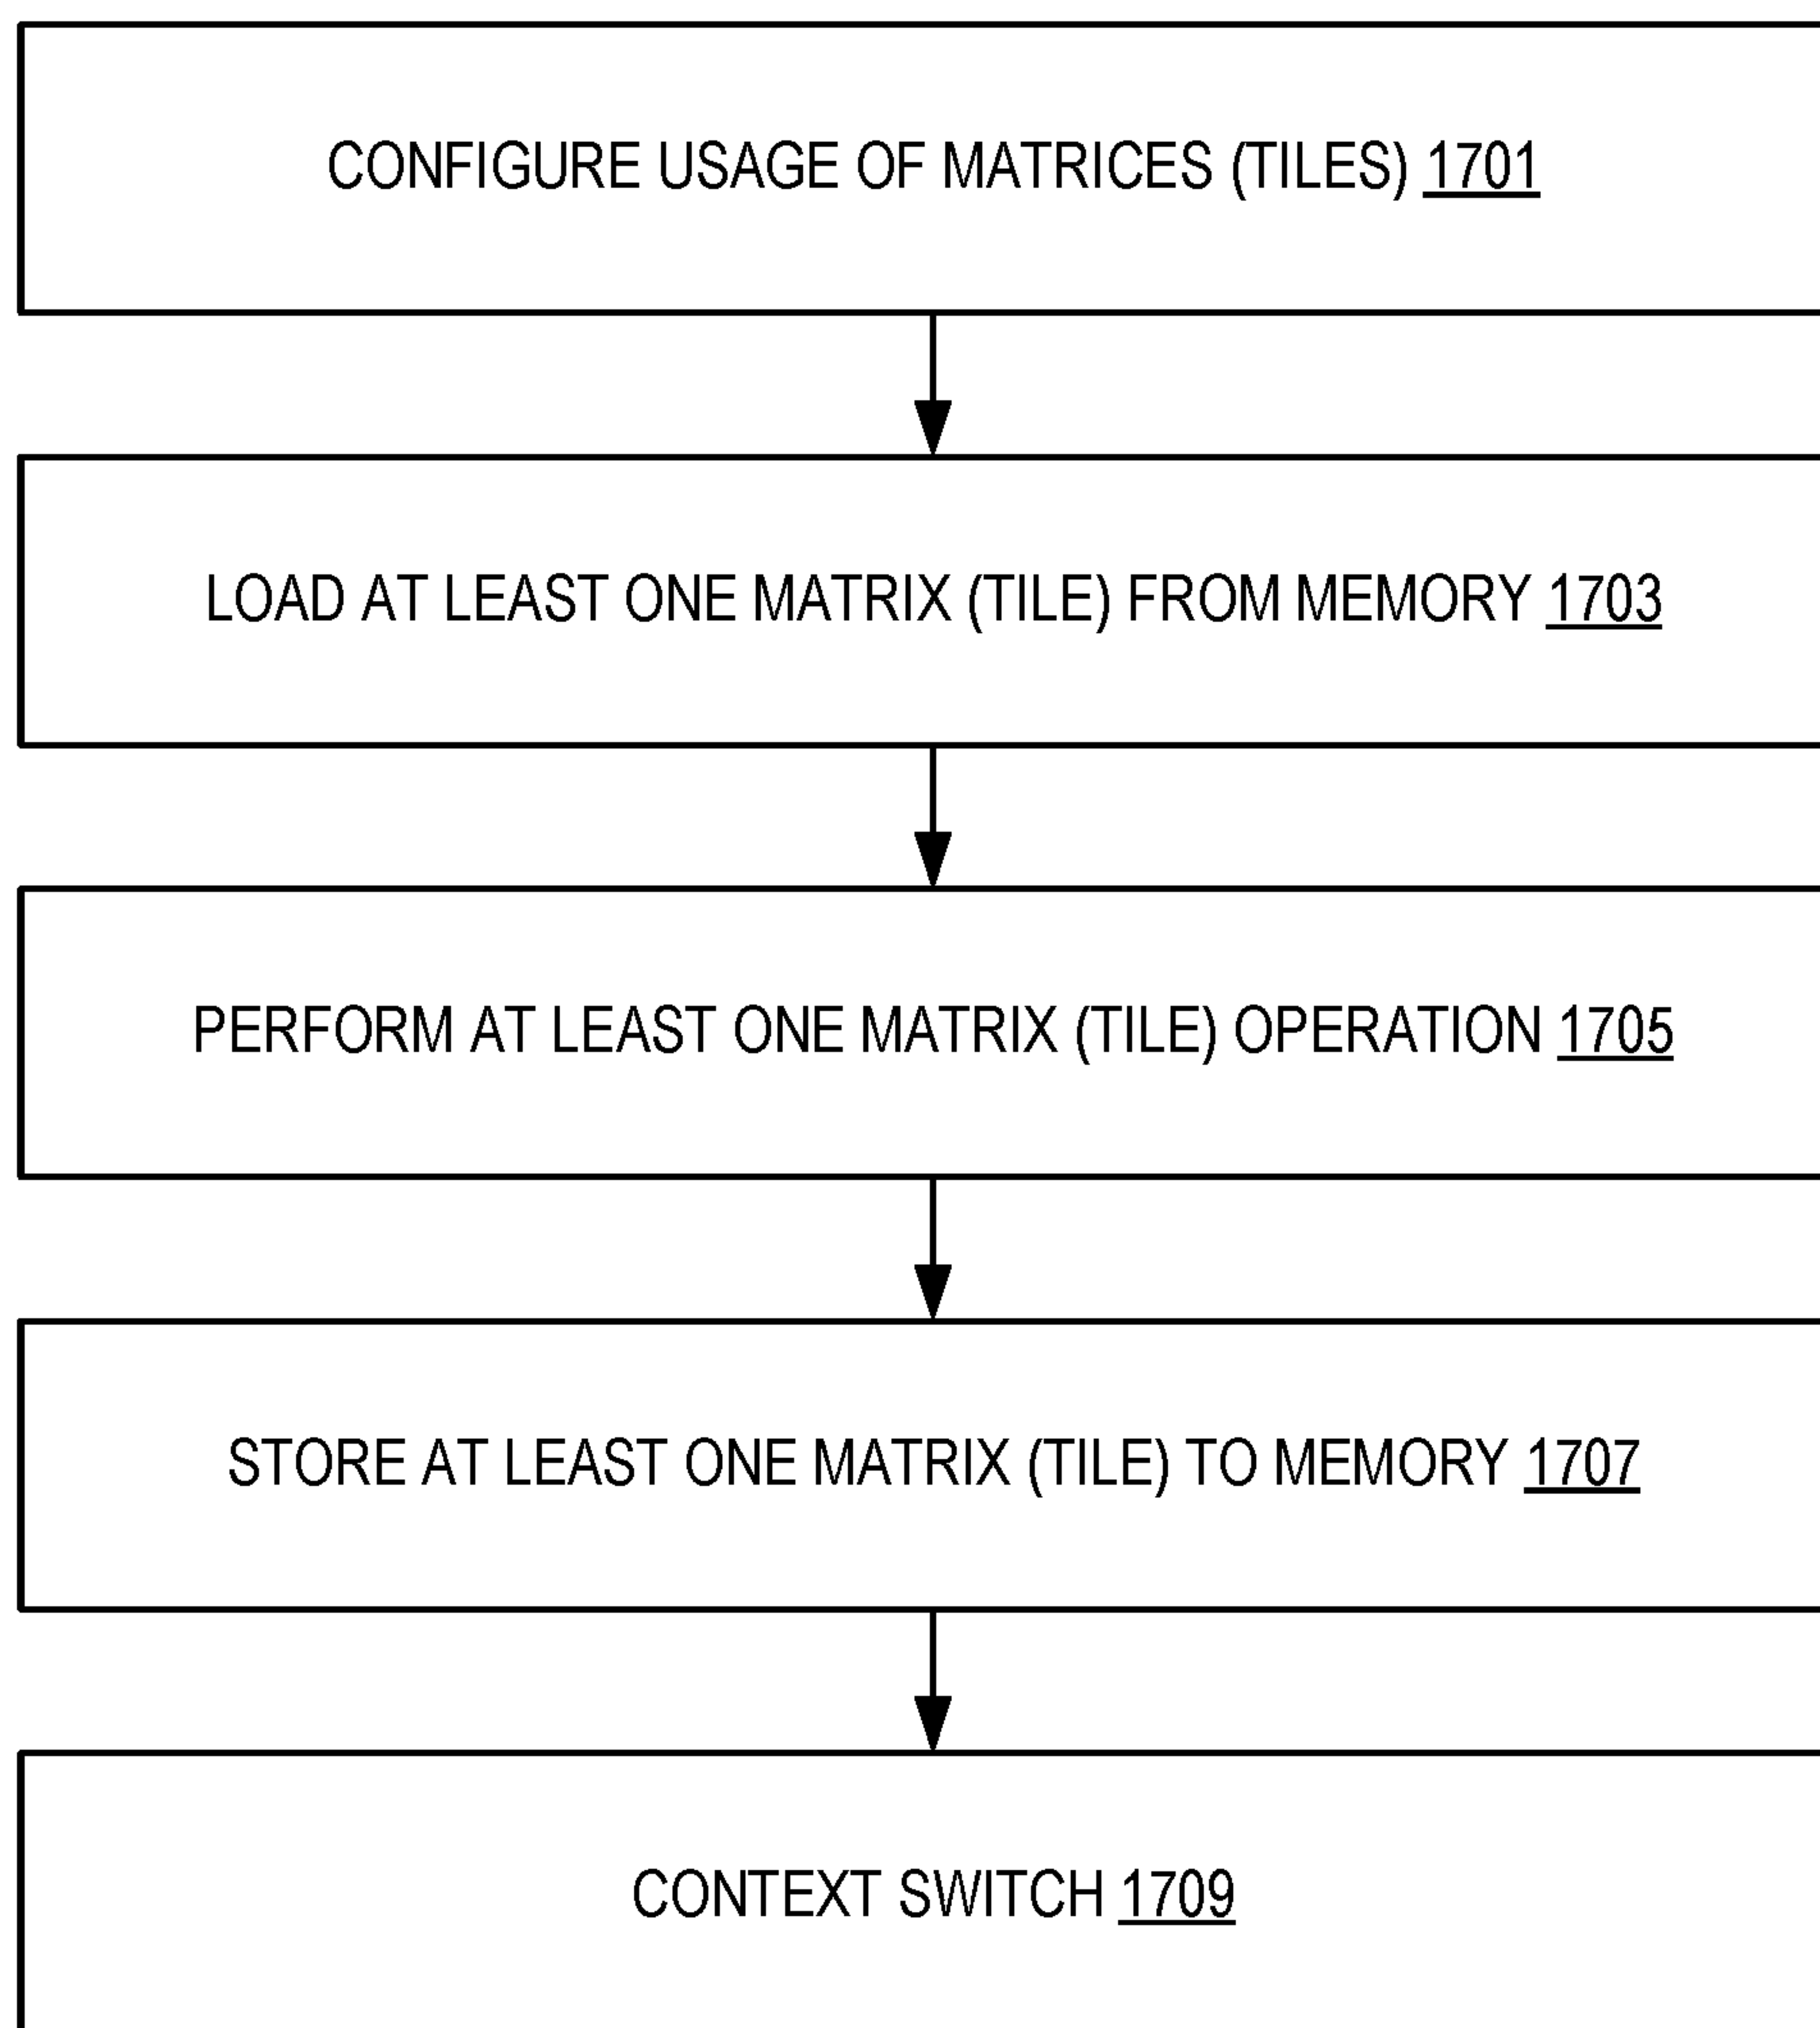 CONFIGURE USAGE OF MATRICES (TILES) 1701
LOAD AT LEAST ONE MATRIX (TILE) FROM MEMORY 1703
PERFORM AT LEAST ONE MATRIX (TILE) OPERATION 1705
STORE AT LEAST ONE MATRIX (TILE) TO MEMORY 1707
CONTEXT SWITCH 1709